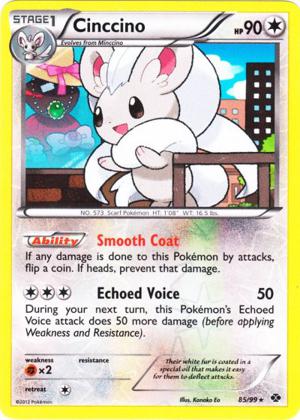 STAGE1 Cinccino HP90
Evolves from Minccino
NO. 573 Scarf Pokémon HT. 1'08" WT. 16.5 lbs.
Ability Smooth Coat
If any damage is done to this Pokémon by attacks,
flip a coin. If heads, prevent that damage.
Echoed Voice 50
During your next turn, this Pokémon's Echoed
Voice attack does 50 more damage (before applying
Weakness and Resistance).
weakness resistance
×2
retreat
Their white fur is coated in a
special oil that makes it easy
for them to deflect attacks.
©2012 Pokémon
Illus. Kanako Eo 85/99 ★